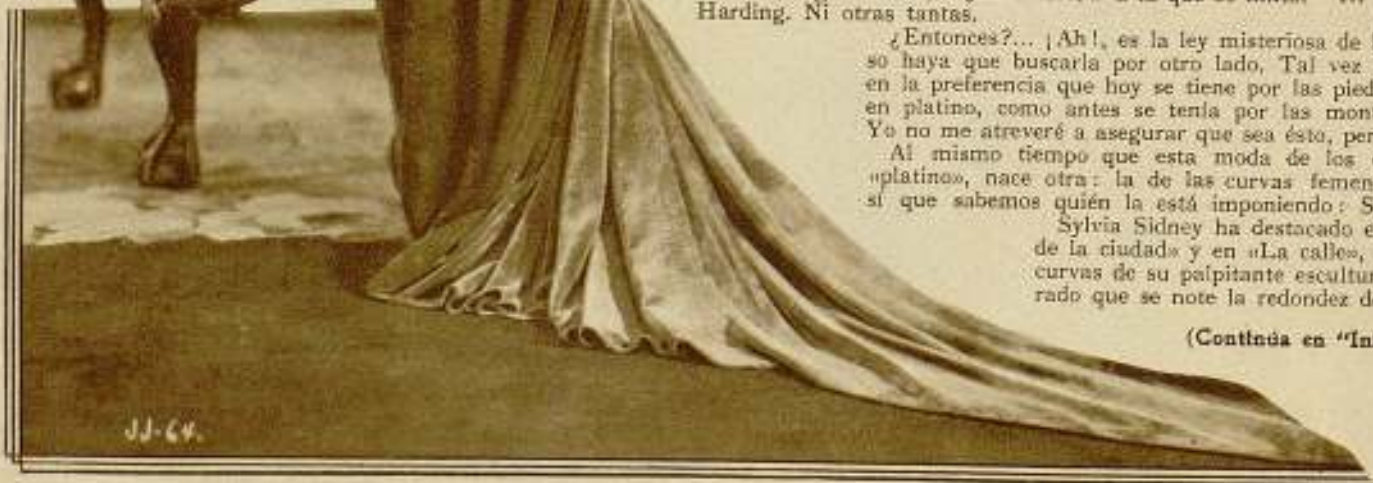 Harding. Ni otras tantas.
¿Entonces?... ¡Ah!, es la ley misteriosa de
so haya que buscarla por otro lado, Tal vez
en la preferencia que hoy se tiene por las pied
en platino, como antes se tenía por las mon
Yo no me atreveré a asegurar que sea ésto, per
Al mismo tiempo que esta moda de los
«platino», nace otra: la de las curvas femen
sí que sabemos quién la está imponiendo: S
Sylvia Sidney ha destacado e
de la ciudad» y en «La calle»,
curvas de su palpitante escultur
rado que se note la redondez d
(Continúa en "In
JJ-64.